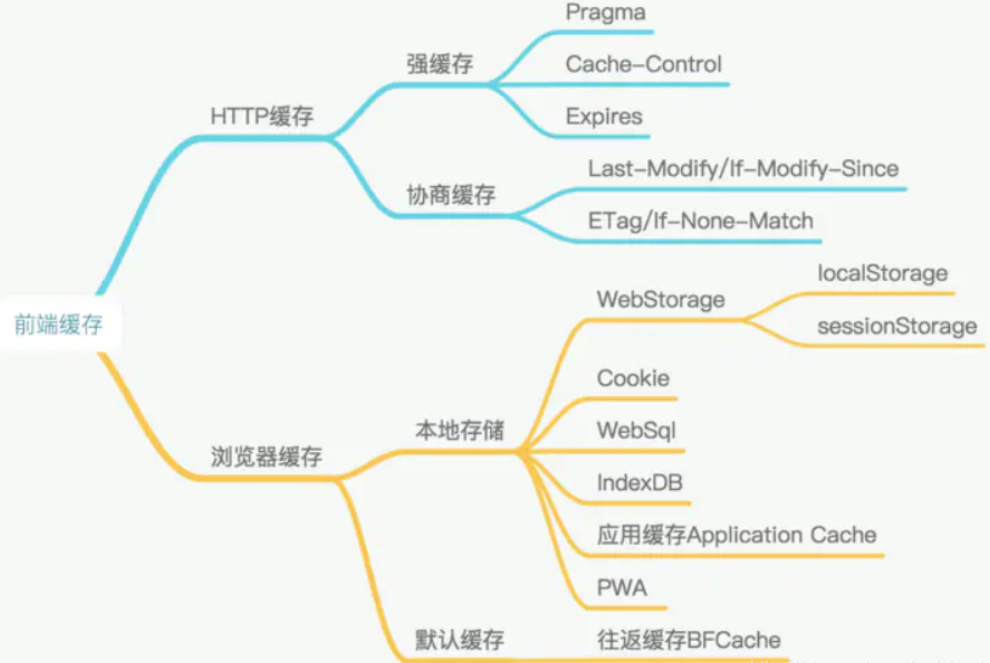 前端缓存
HTTP缓存
强缓存
Pragma
Cache-Control
Expires
协商缓存
Last-Modify/If-Modify-Since
ETag/If-None-Match
浏览器缓存
本地存储
WebStorage
localStorage
sessionStorage
Cookie
WebSql
IndexDB
应用缓存Application Cache
PWA
默认缓存
往返缓存BFCache